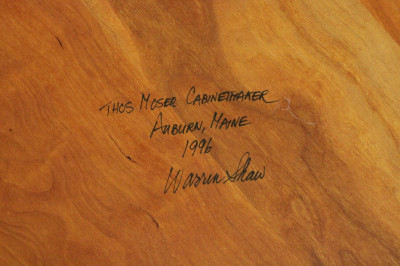 THOS MOSER CABINETMAKER
AUBURN, MAINE
1996
Warren Shaw